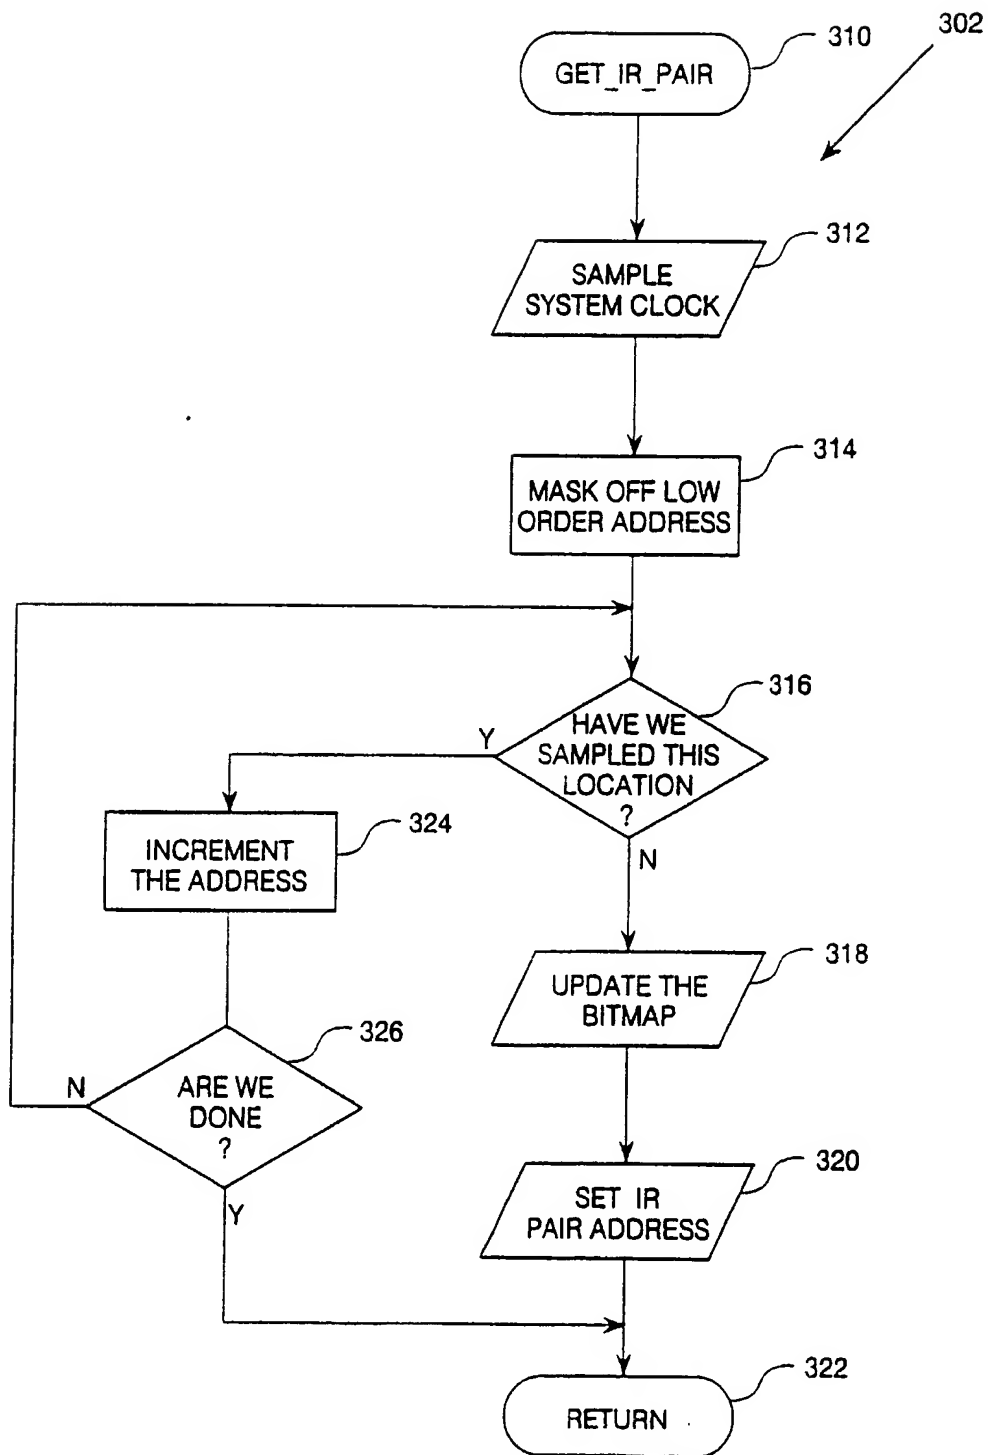 302
310
GET_IR_PAIR
312
SAMPLE
SYSTEM CLOCK
314
MASK OFF LOW
ORDER ADDRESS
316
HAVE WE
SAMPLED THIS
LOCATION
?
Y
N
324
INCREMENT
THE ADDRESS
318
UPDATE THE
BITMAP
326
ARE WE
DONE
?
N
Y
320
SET IR
PAIR ADDRESS
322
RETURN